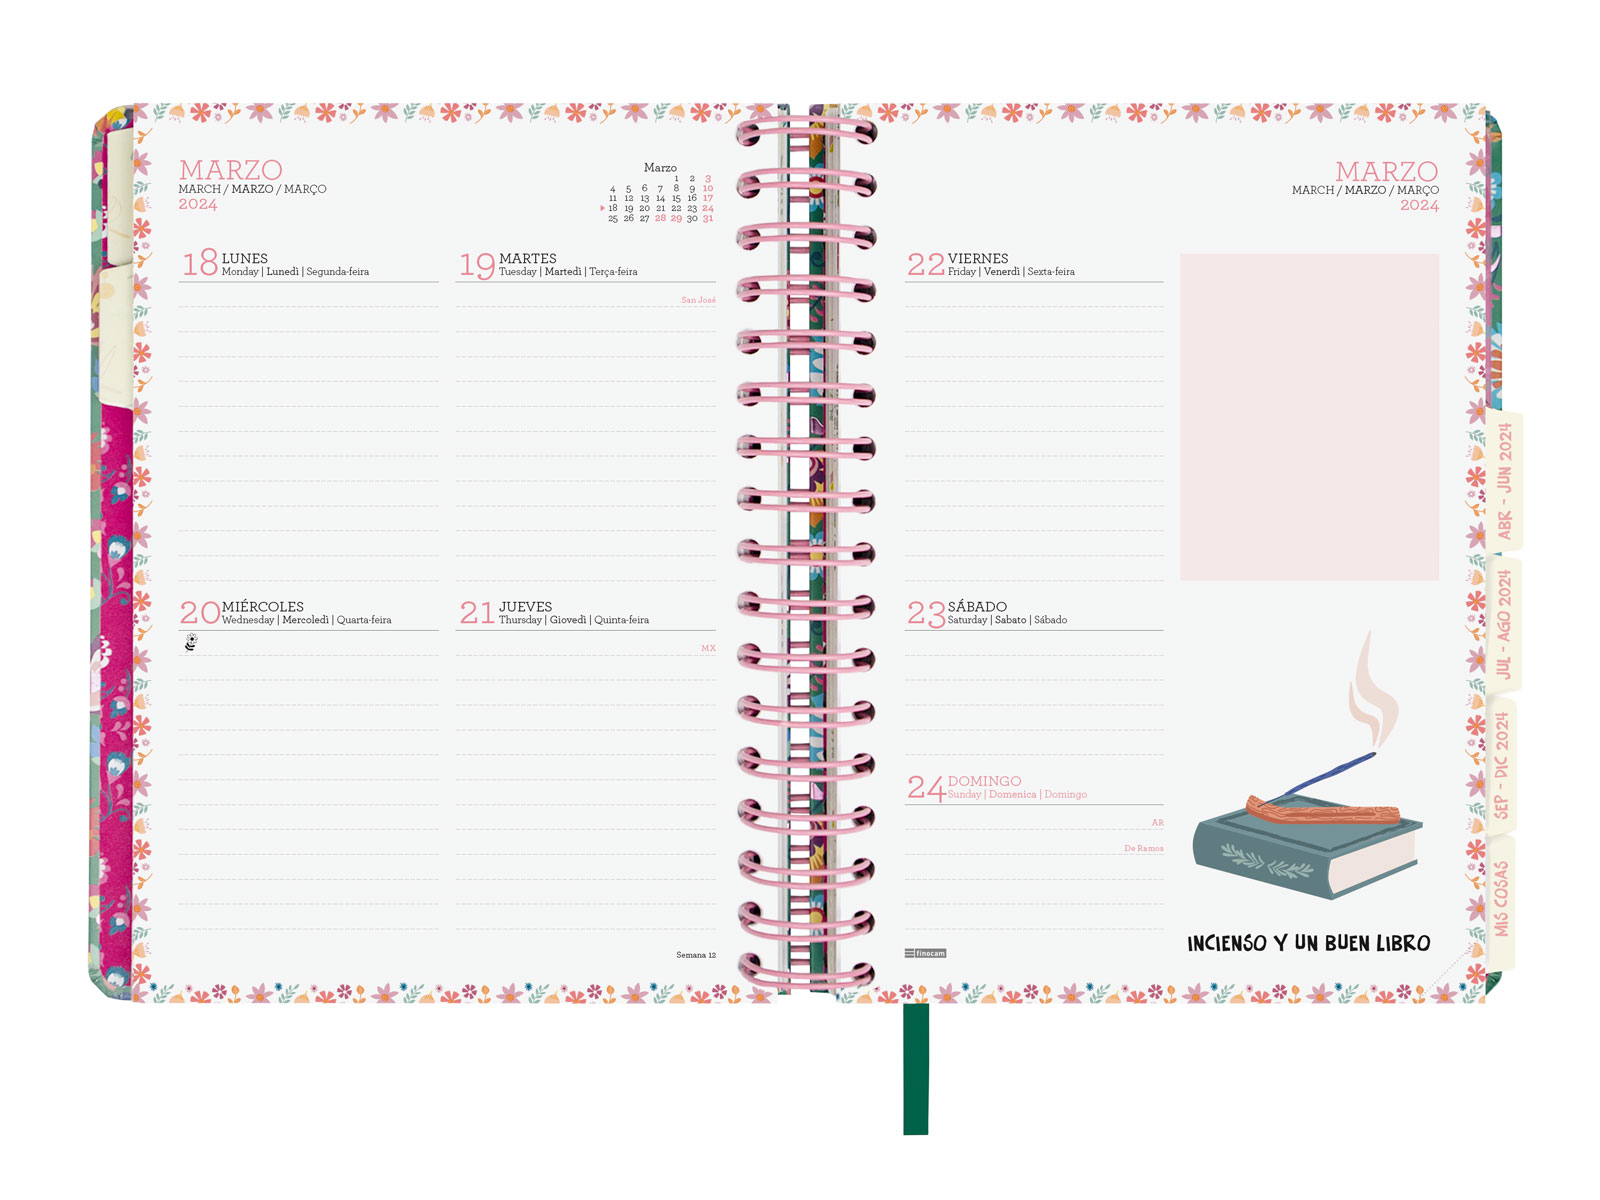 MARZO
MARCH / MARZO / MARÇO
2024
Marzo
1 2 3
4 5 6 7 8 9 10
11 12 13 14 15 16 17
18 19 20 21 22 23 24
25 26 27 28 29 30 31
18 LUNES
Monday | Lunedì | Segunda-feira
19 MARTES
Tuesday | Martedì | Terça-feira
San José
20 MIÉRCOLES
Wednesday | Mercoledì | Quarta-feira
21 JUEVES
Thursday | Giovedì | Quinta-feira
MX
Semana 12
MARZO
MARCH / MARZO / MARÇO
2024
22 VIERNES
Friday | Venerdì | Sexta-feira
23 SÁBADO
Saturday | Sabato | Sábado
24 DOMINGO
Sunday | Domenica | Domingo
AR
De Ramos
finocam
INCIENSO Y UN BUEN LIBRO
ABR - JUN 2024
JUL - AGO 2024
SEP - DIC 2024
MIS COSAS